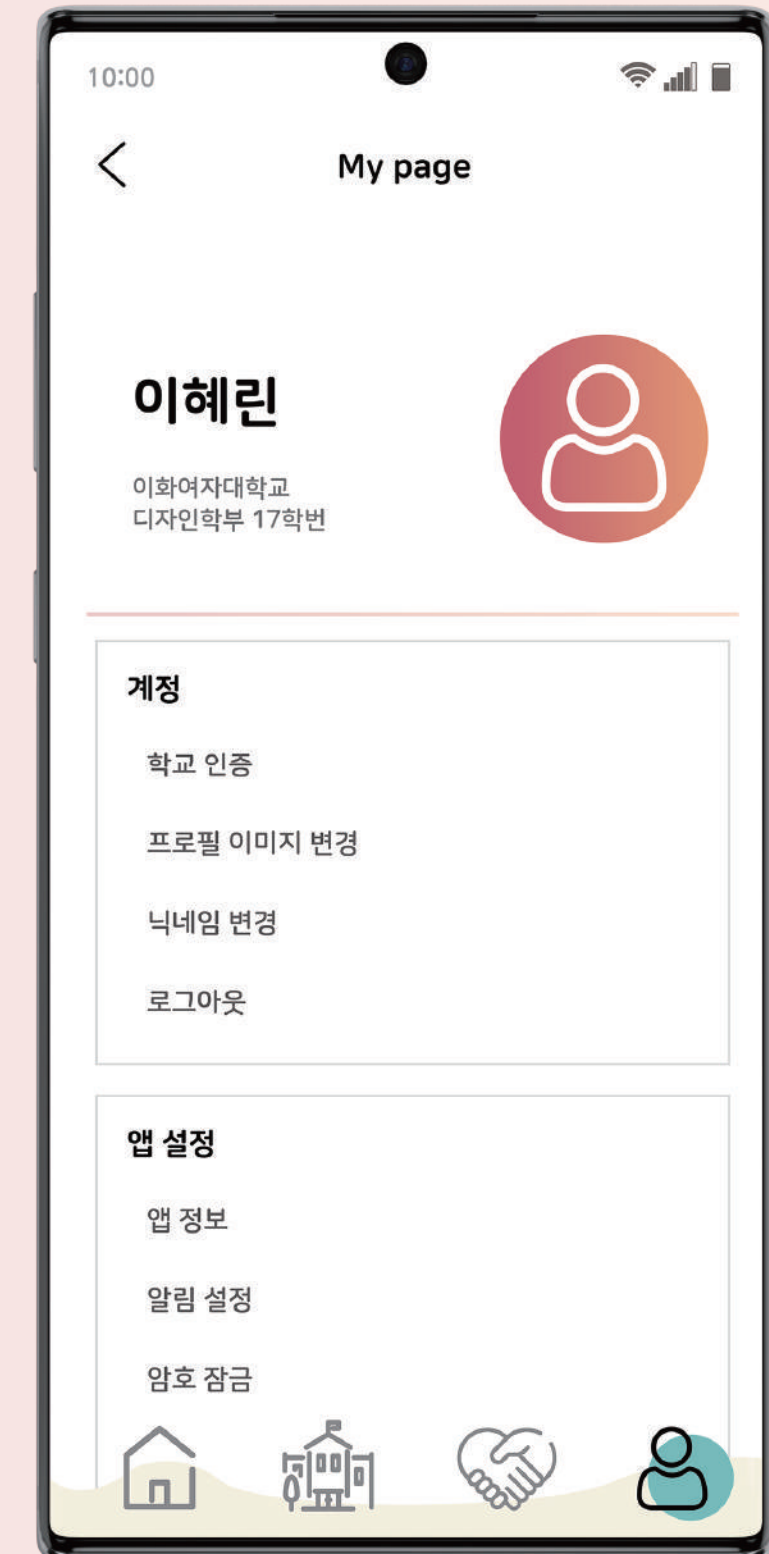 10:00
My page
이혜린
이화여자대학교
디자인학부 17학번
계정
학교 인증
프로필 이미지 변경
닉네임 변경
로그아웃
앱 설정
앱 정보
알림 설정
암호 잠금